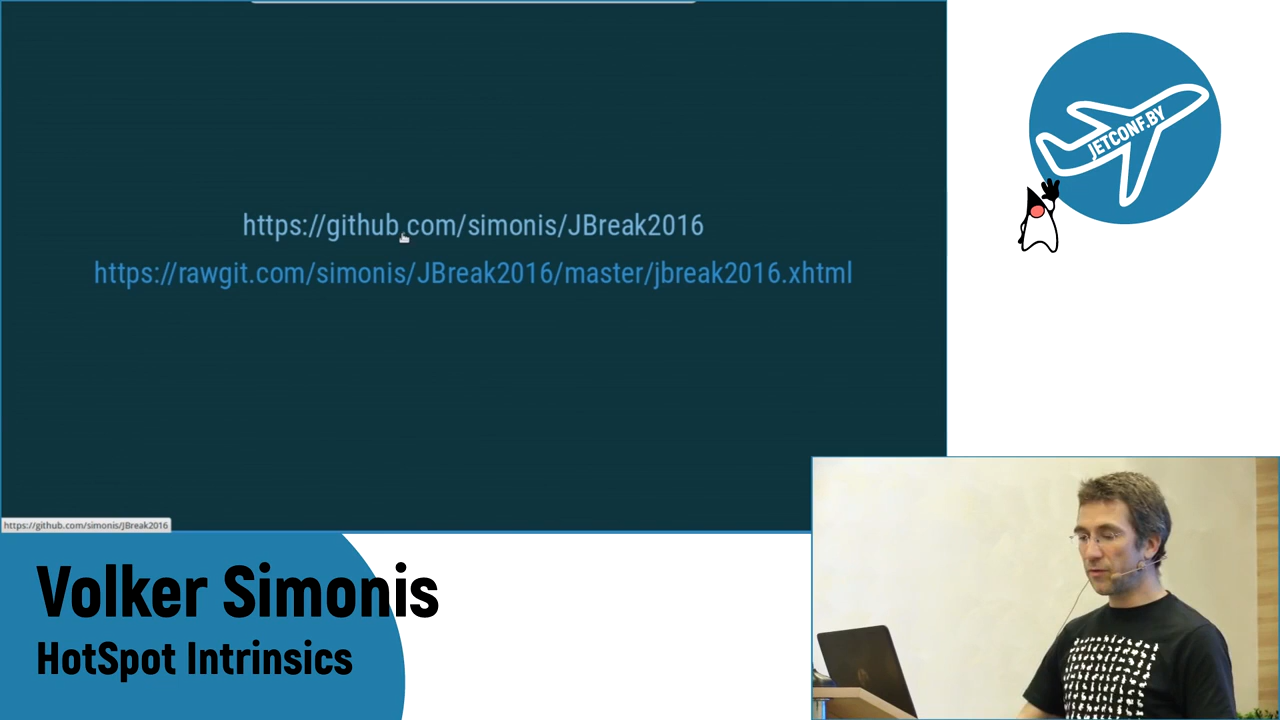 https://github.com/simonis/JBreak2016
https://rawgit.com/simonis/JBreak2016/master/jbreak2016.xhtml
https://github.com/simonis/JBreak2016
JETCONF.BY
Volker Simonis
HotSpot Intrinsics